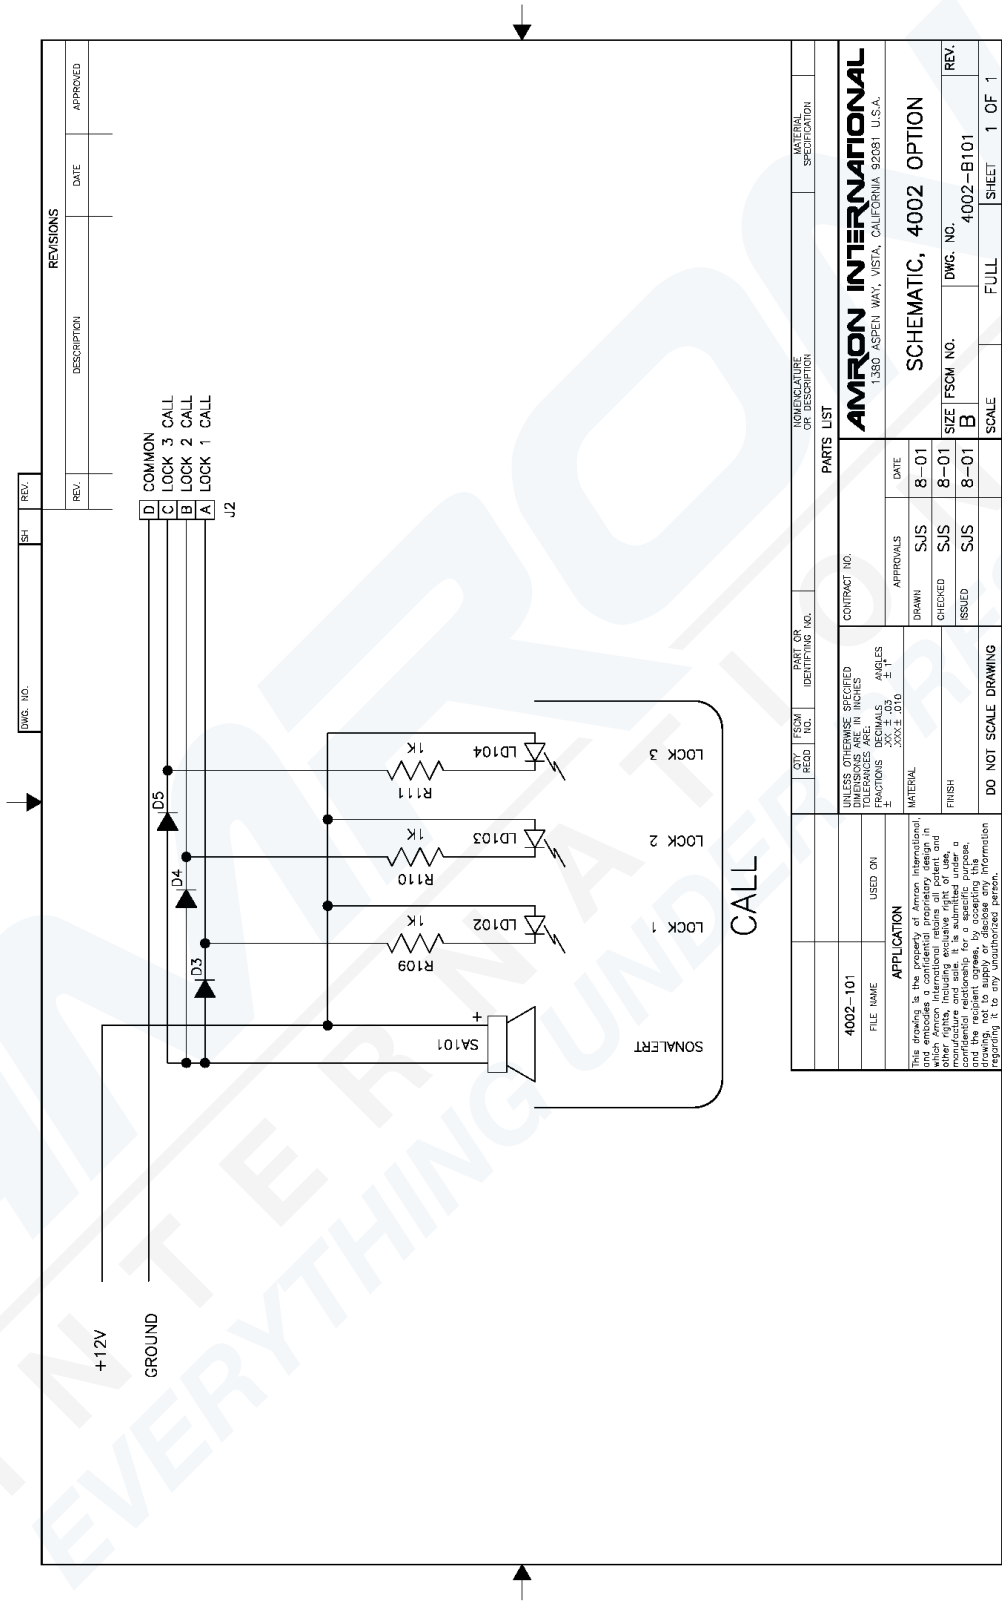 DWG. NO.
SH
REV.
REVISIONS
REV.
DESCRIPTION
DATE
APPROVED
+12V
GROUND
D5
D4
D3
D COMMON
C LOCK 3 CALL
B LOCK 2 CALL
A LOCK 1 CALL
J2
SA101
+
R109
1K
LD102
R110
1K
LD103
R111
1K
LD104
SONALERT
LOCK 1
LOCK 2
LOCK 3
CALL
QTY REQD
FSCM NO.
PART OR IDENTIFYING NO.
NOMENCLATURE OR DESCRIPTION
MATERIAL SPECIFICATION
PARTS LIST
4002-101
FILE NAME
USED ON
APPLICATION
This drawing is the property of Amron International,
and embodies a confidential proprietary design in
which Amron International retains all patent and
other rights, including exclusive right of use,
manufacture and sale. It is submitted under a
confidential relationship for a specific purpose,
and the recipient agrees, by accepting this
drawing, not to supply or disclose any information
regarding it to any unauthorized person.
UNLESS OTHERWISE SPECIFIED
DIMENSIONS ARE IN INCHES
TOLERANCES ARE:
FRACTIONS DECIMALS ANGLES
± .XX ± .03 ± 1°
.XXX ± .010
MATERIAL
FINISH
DO NOT SCALE DRAWING
CONTRACT NO.
APPROVALS
DATE
DRAWN SJS 8-01
CHECKED SJS 8-01
ISSUED SJS 8-01
AMRON INTERNATIONAL
1380 ASPEN WAY, VISTA, CALIFORNIA 92081 U.S.A.
SCHEMATIC, 4002 OPTION
SIZE
B
FSCM NO.
DWG. NO.
4002-B101
REV.
SCALE
FULL
SHEET 1 OF 1
AMRON
INTERNATIONAL
EVERYTHING UNDER PRES